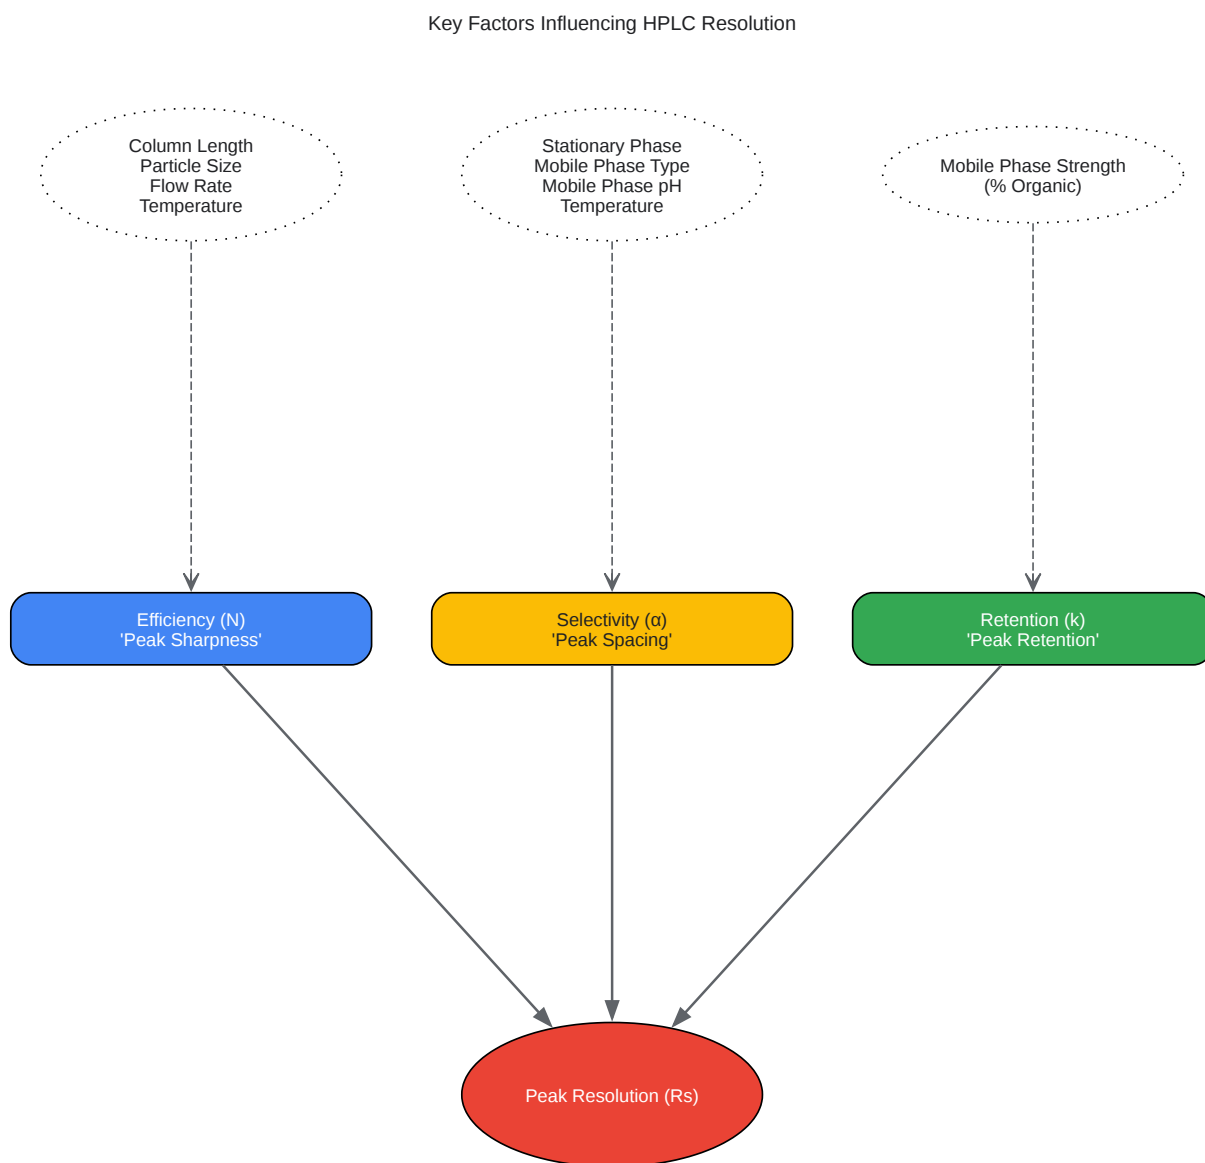 Key Factors Influencing HPLC Resolution
Column Length
Particle Size
Flow Rate
Temperature
Stationary Phase
Mobile Phase Type
Mobile Phase pH
Temperature
Mobile Phase Strength
(% Organic)
Efficiency (N)
'Peak Sharpness'
Selectivity (α)
'Peak Spacing'
Retention (k)
'Peak Retention'
Peak Resolution (Rs)